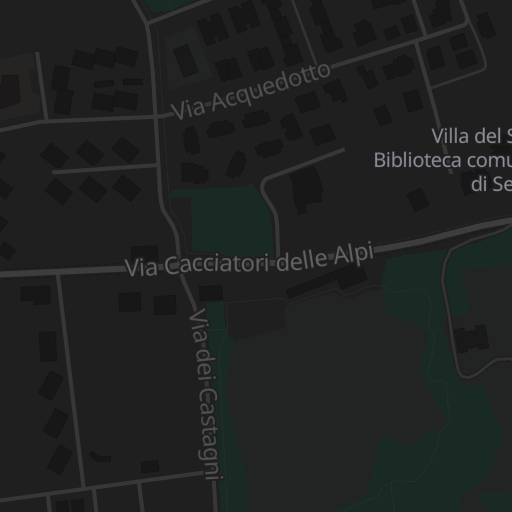 Via Acquedotto
Villa del S
Biblioteca comu
di Se
Via Cacciatori delle Alpi
Via dei Castagni